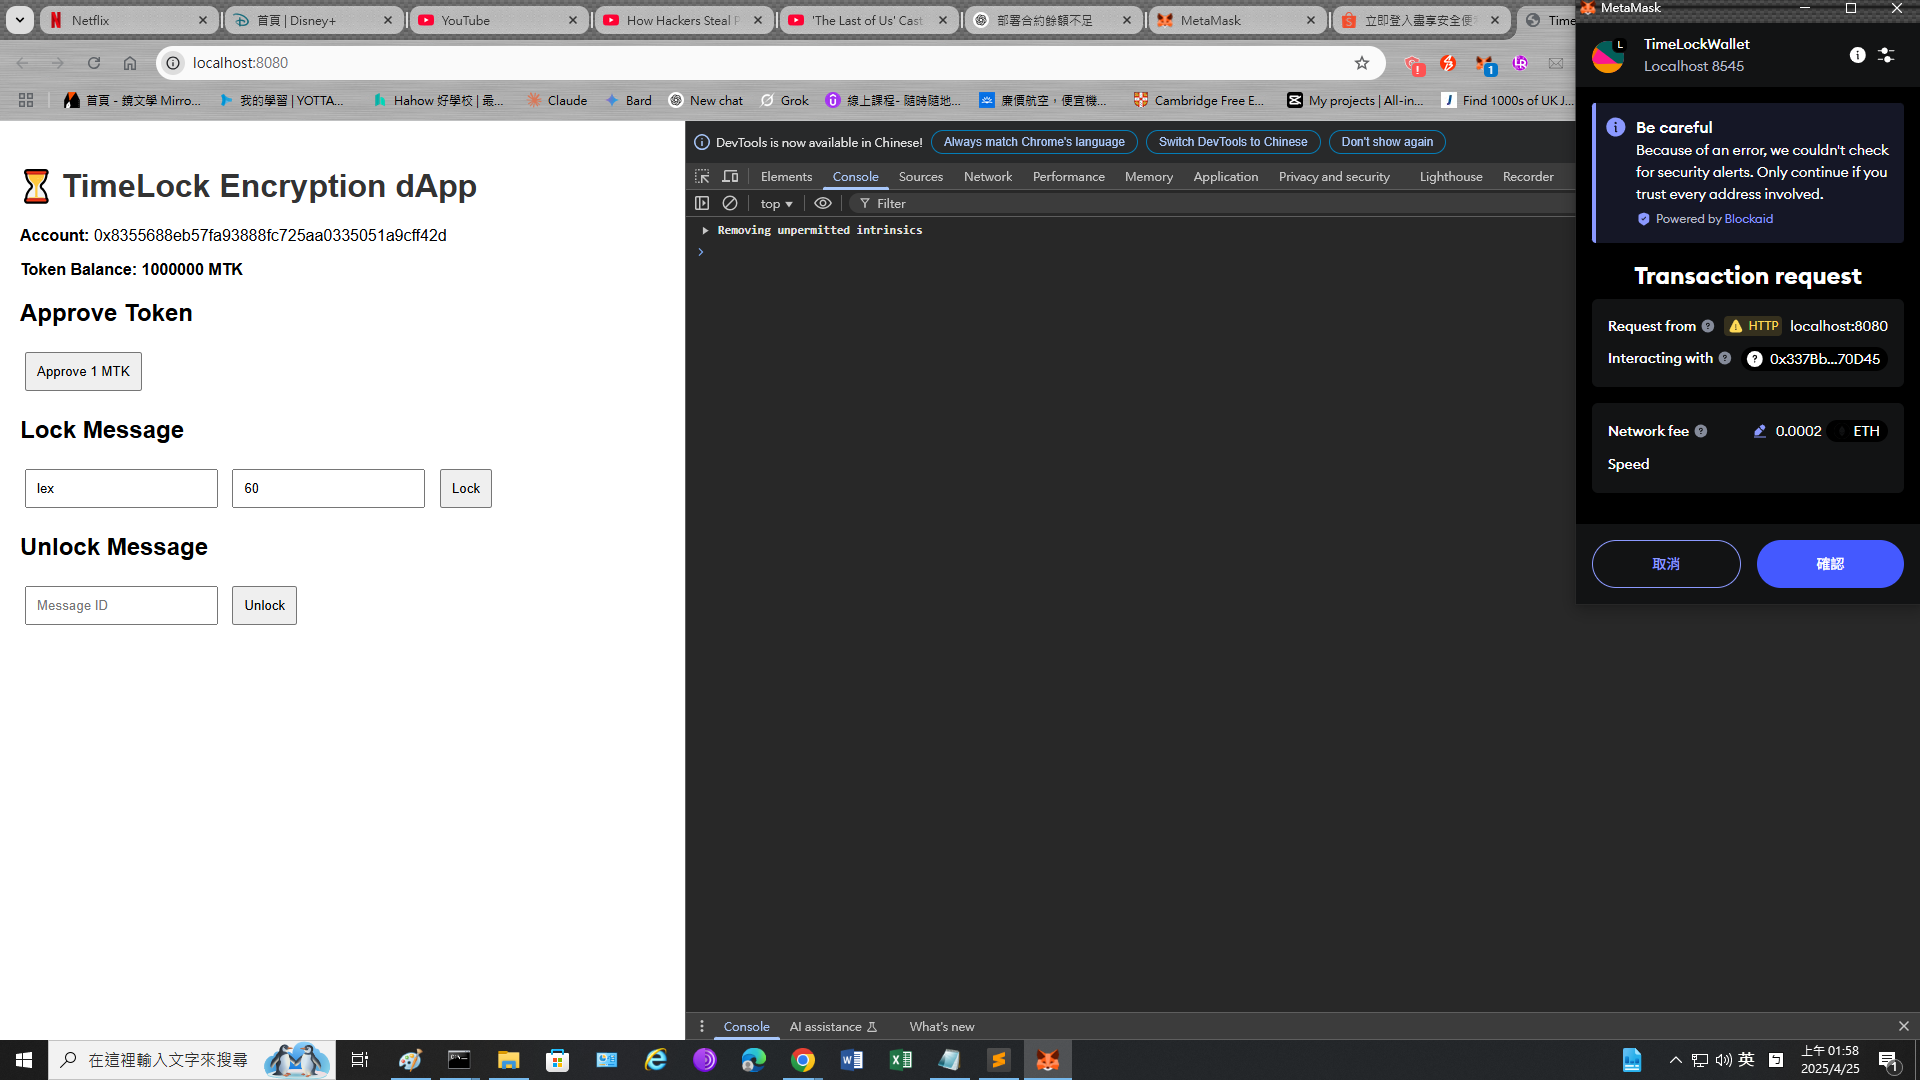 Netflix
首頁 | Disney+
YouTube
How Hackers Steal P
'The Last of Us' Cast
部署合約餘額不足
MetaMask
立即登入盡享安全便
Time
MetaMask
localhost:8080
1
首頁 - 鏡文學 Mirro...
我的學習 | YOTTA...
Hahow 好學校 | 最...
Claude
Bard
New chat
Grok
線上課程- 隨時隨地...
廉價航空，便宜機...
Cambridge Free E...
My projects | All-in...
Find 1000s of UK J...
⏳ TimeLock Encryption dApp
Account: 0x8355688eb57fa93888fc725aa0335051a9cff42d
Token Balance: 1000000 MTK
Approve Token
Approve 1 MTK
Lock Message
lex
60
Lock
Unlock Message
Message ID
Unlock
DevTools is now available in Chinese!
Always match Chrome's language
Switch DevTools to Chinese
Don't show again
Elements
Console
Sources
Network
Performance
Memory
Application
Privacy and security
Lighthouse
Recorder
top
Filter
Removing unpermitted intrinsics
Console
AI assistance
What's new
L
TimeLockWallet
Localhost 8545
Be careful
Because of an error, we couldn't check
for security alerts. Only continue if you
trust every address involved.
Powered by Blockaid
Transaction request
Request from
HTTP
localhost:8080
Interacting with
0x337Bb...70D45
Network fee
0.0002
ETH
Speed
取消
確認
在這裡輸入文字來搜尋
英
上午 01:58
2025/4/25
1